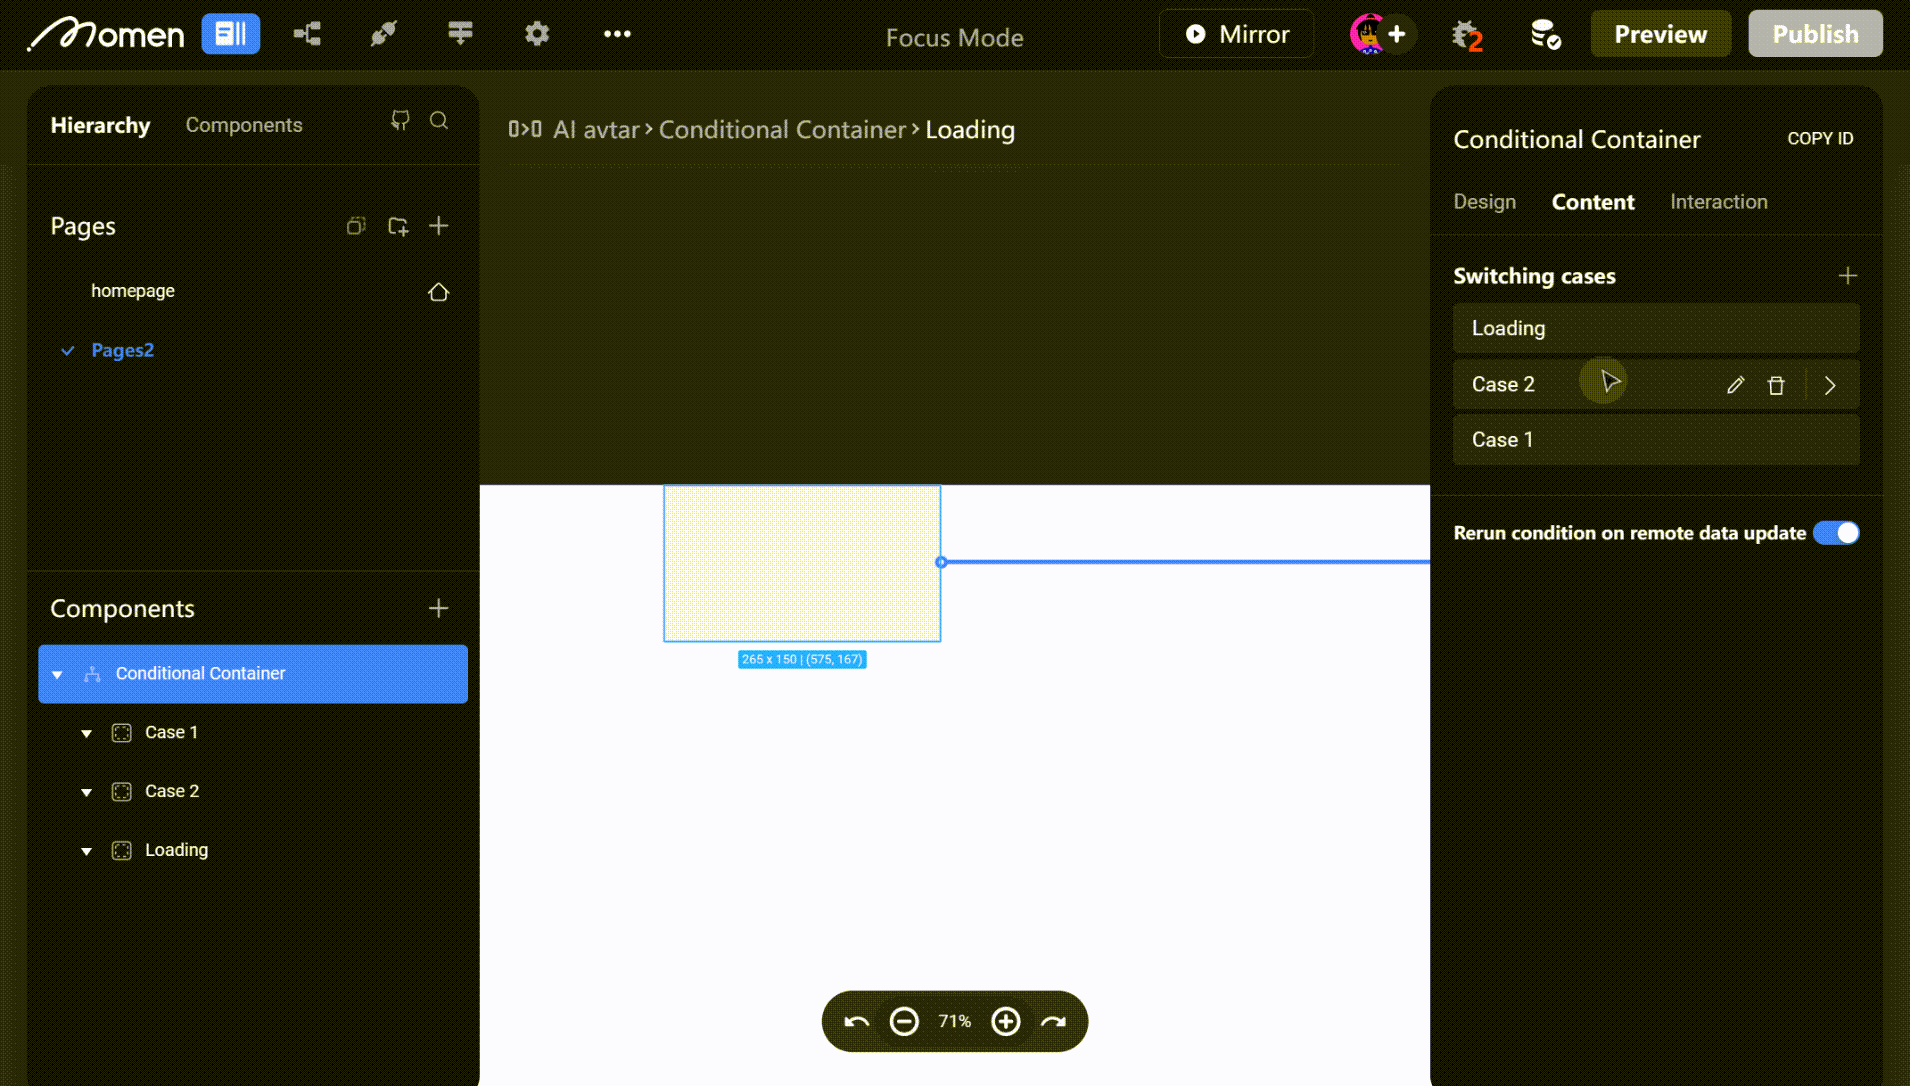 Momen
Focus Mode
Mirror
2
Preview
Publish
Hierarchy
Components
Pages
homepage
Pages2
Components
Conditional Container
Case 1
Case 2
Loading
AI avtar › Conditional Container › Loading
265 x 150 | (575, 167)
71%
Conditional Container
COPY ID
Design
Content
Interaction
Switching cases
Loading
Case 2
Case 1
Rerun condition on remote data update